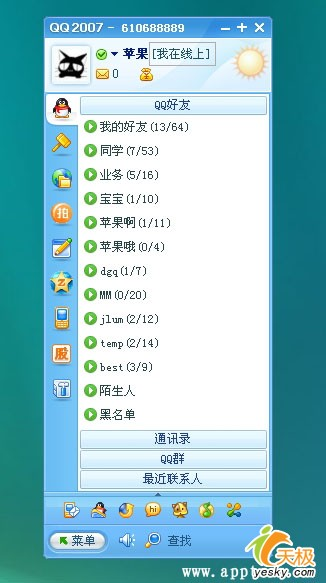 QQ2007 - 610688889
苹果[我在线上]
0
QQ好友
我的好友(13/64)
同学(7/53)
业务(5/16)
宝宝(1/10)
苹果啊(1/11)
苹果哦(0/4)
dgq(1/7)
MM(0/20)
jlum(2/12)
temp(2/14)
best(3/9)
陌生人
黑名单
拍
Z
股
通讯录
QQ群
最近联系人
hi
菜单
查找
天极
yesky.com